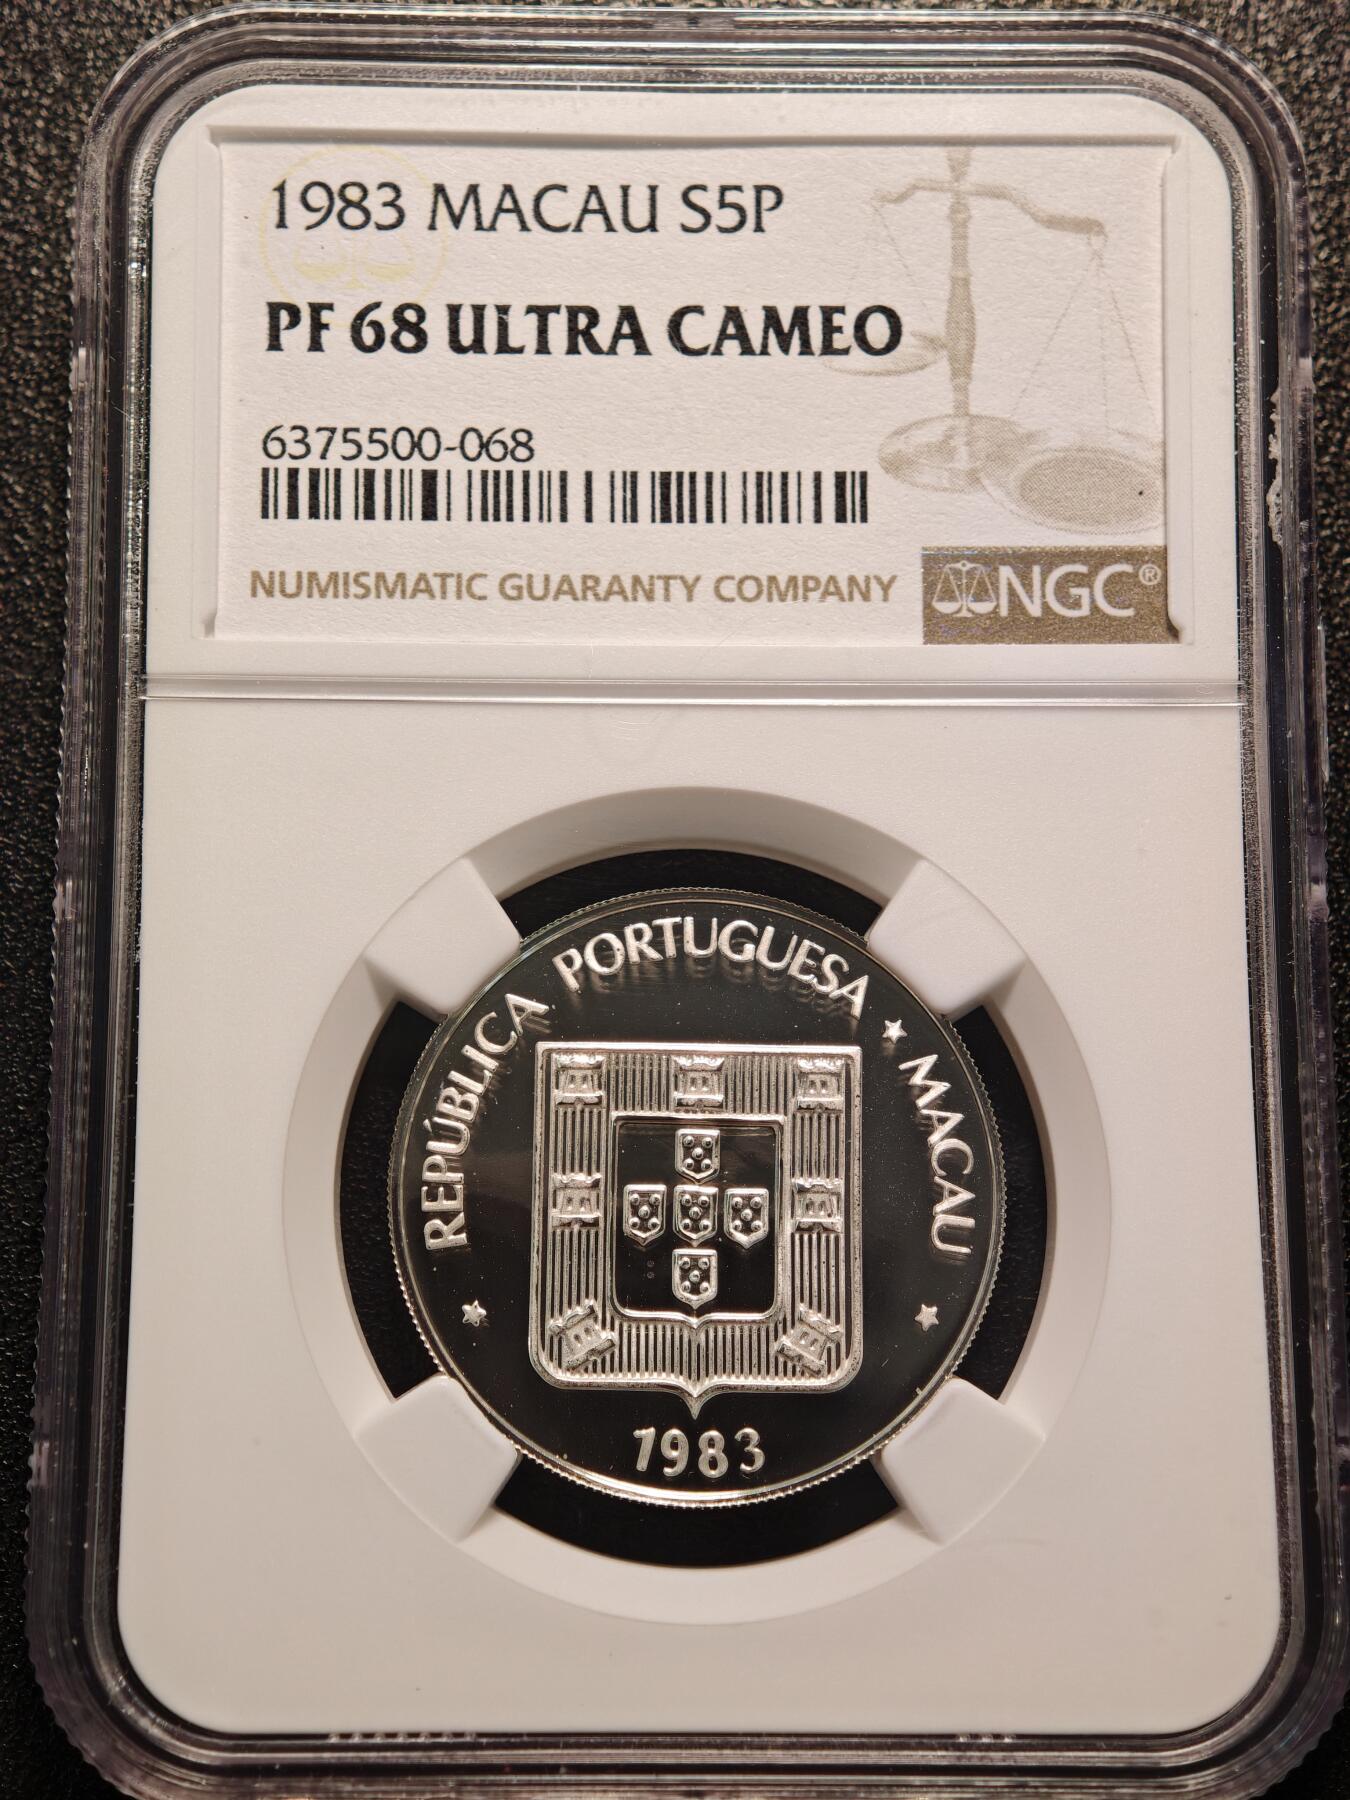 1983 MACAU S5P
PF 68 ULTRA CAMEO
6375500-068
NUMISMATIC GUARANTY COMPANY
NGC®
REPÚBLICA PORTUGUESA ★ MACAU ★
1983
★